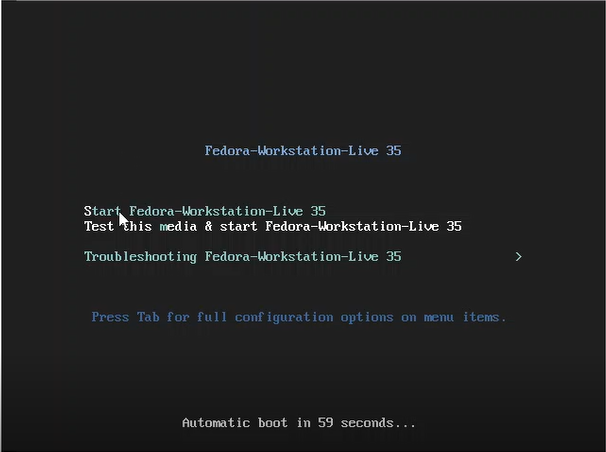 Fedora-Workstation-Live 35
Start Fedora-Workstation-Live 35
Test this media & start Fedora-Workstation-Live 35
Troubleshooting Fedora-Workstation-Live 35 >
Press Tab for full configuration options on menu items.
Automatic boot in 59 seconds...